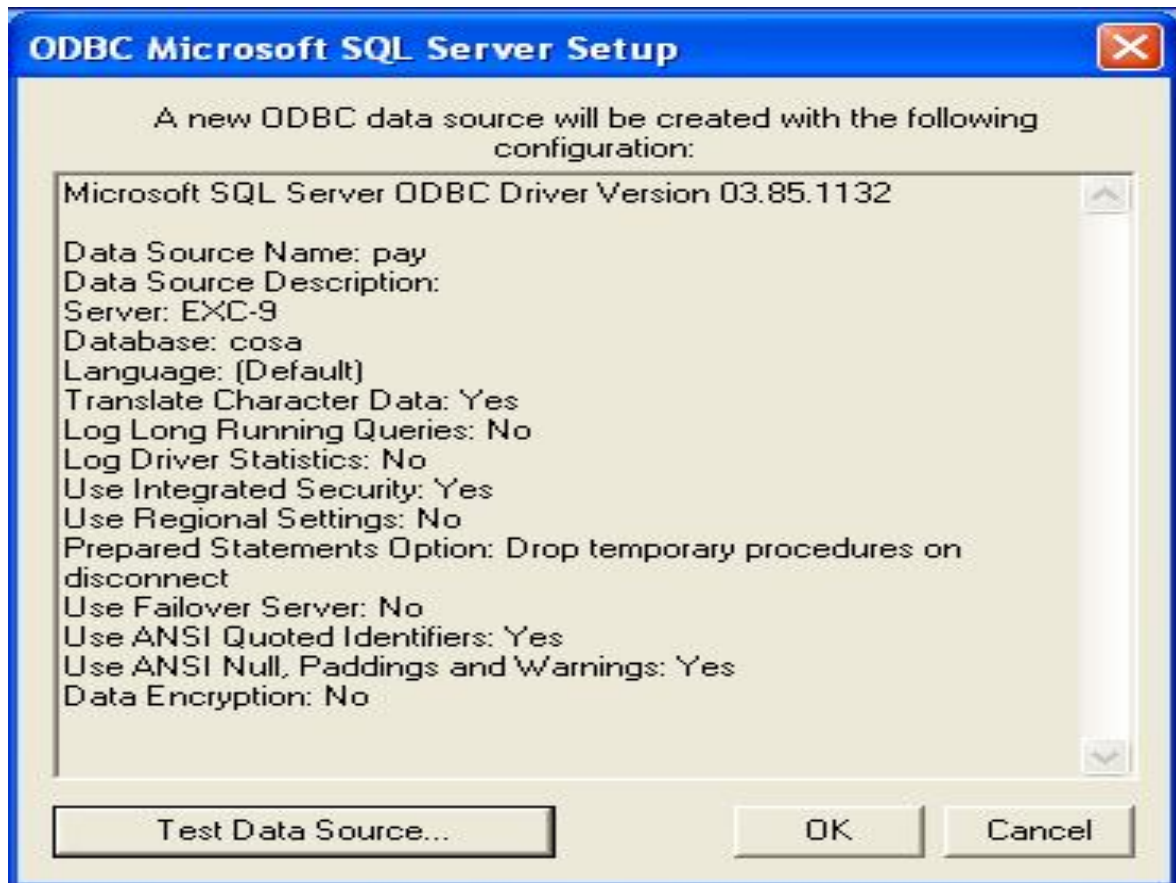 ODBC Microsoft SQL Server Setup
A new ODBC data source will be created with the following
configuration:
Microsoft SQL Server ODBC Driver Version 03.85.1132
Data Source Name: pay
Data Source Description:
Server: EXC-9
Database: cosa
Language: (Default)
Translate Character Data: Yes
Log Long Running Queries: No
Log Driver Statistics: No
Use Integrated Security: Yes
Use Regional Settings: No
Prepared Statements Option: Drop temporary procedures on
disconnect
Use Failover Server: No
Use ANSI Quoted Identifiers: Yes
Use ANSI Null, Paddings and Warnings: Yes
Data Encryption: No
Test Data Source... OK Cancel